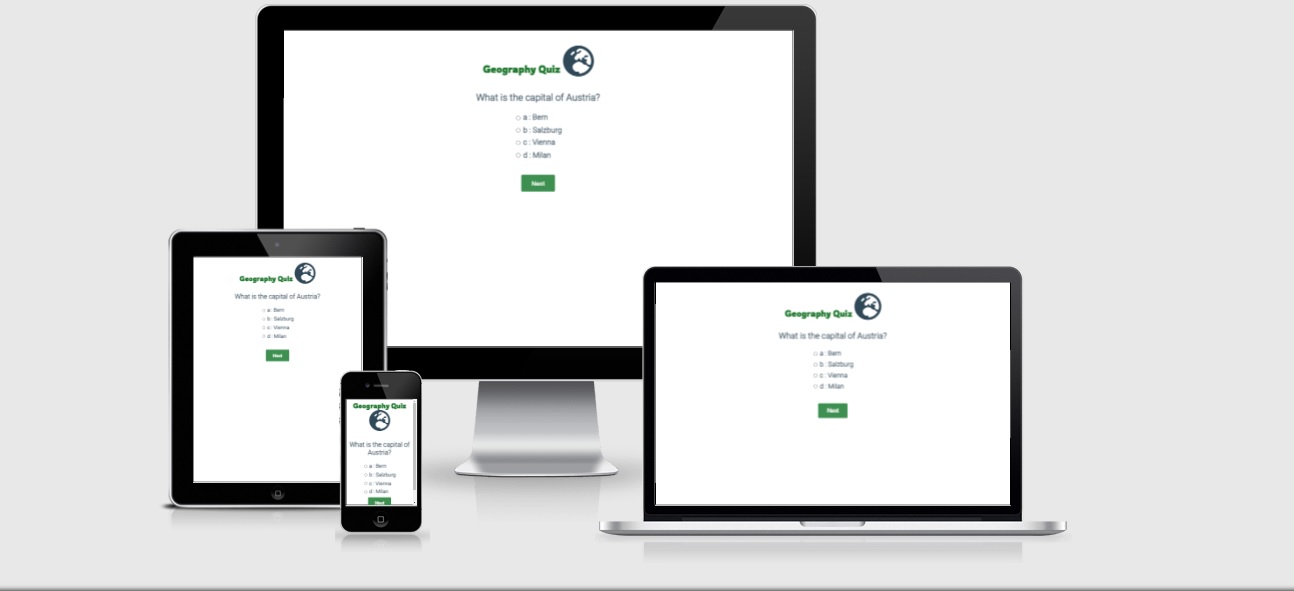 Geography Quiz
What is the capital of Austria?
a : Bern
b : Salzburg
c : Vienna
d : Milan
Next
Geography Quiz
What is the capital of Austria?
a : Bern
b : Salzburg
c : Vienna
d : Milan
Next
Geography Quiz
What is the capital of
Austria?
a : Bern
b : Salzburg
c : Vienna
d : Milan
Next
Geography Quiz
What is the capital of Austria?
a : Bern
b : Salzburg
c : Vienna
d : Milan
Next